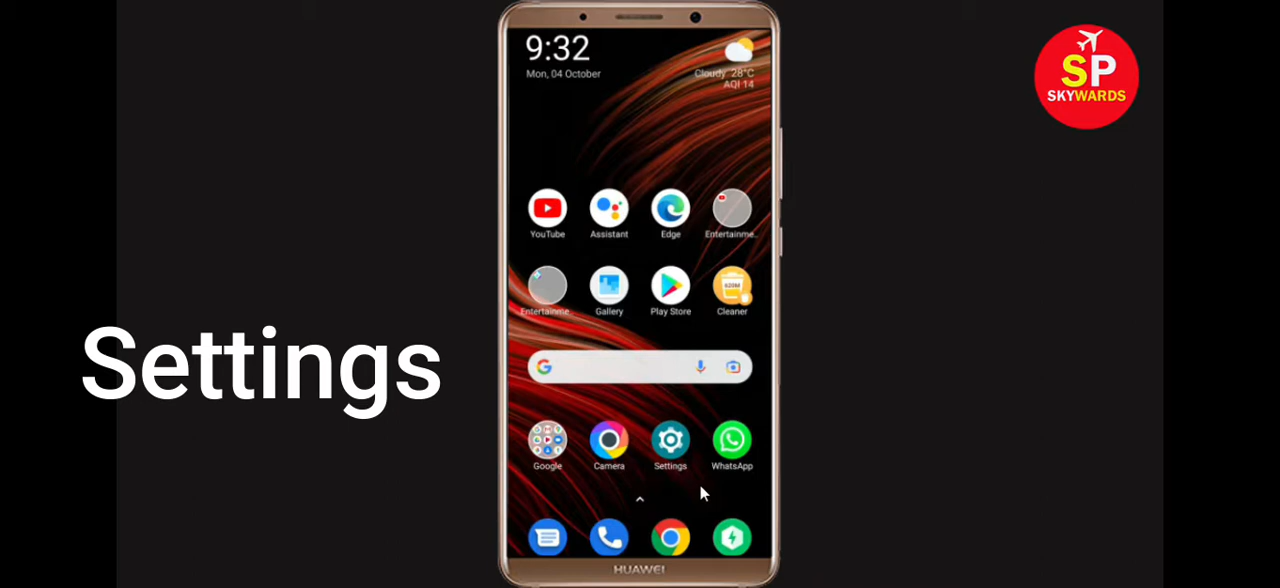 9:32
Mon, 04 October
Cloudy 28°C
AQI 14
SP
SKYWARDS
YouTube
Assistant
Edge
Entertainme..
Entertainme..
Gallery
Play Store
Cleaner
Settings
G
Google
Camera
Settings
WhatsApp
HUAWEI